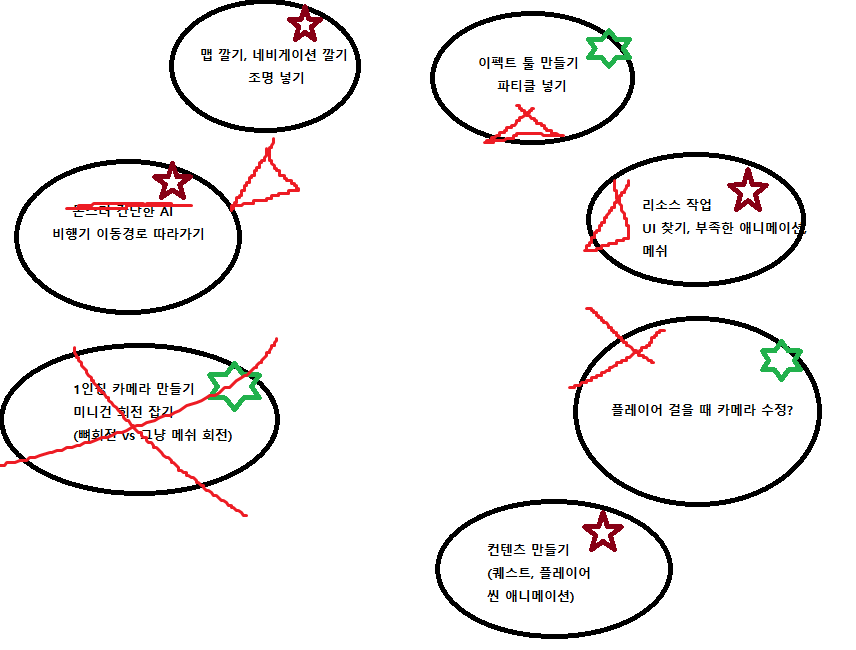 맵 깔기, 네비게이션 깔기
조명 넣기
이펙트 툴 만들기
파티클 넣기
몬스터 간단한 AI
비행기 이동경로 따라가기
리소스 작업
UI 찾기, 부족한 애니메이션,
메쉬
1인칭 카메라 만들기
미니건 회전 잡기
(뼈회전 vs 그냥 메쉬 회전)
플레이어 걸을 때 카메라 수정?
컨텐츠 만들기
(퀘스트, 플레이어
씬 애니메이션)